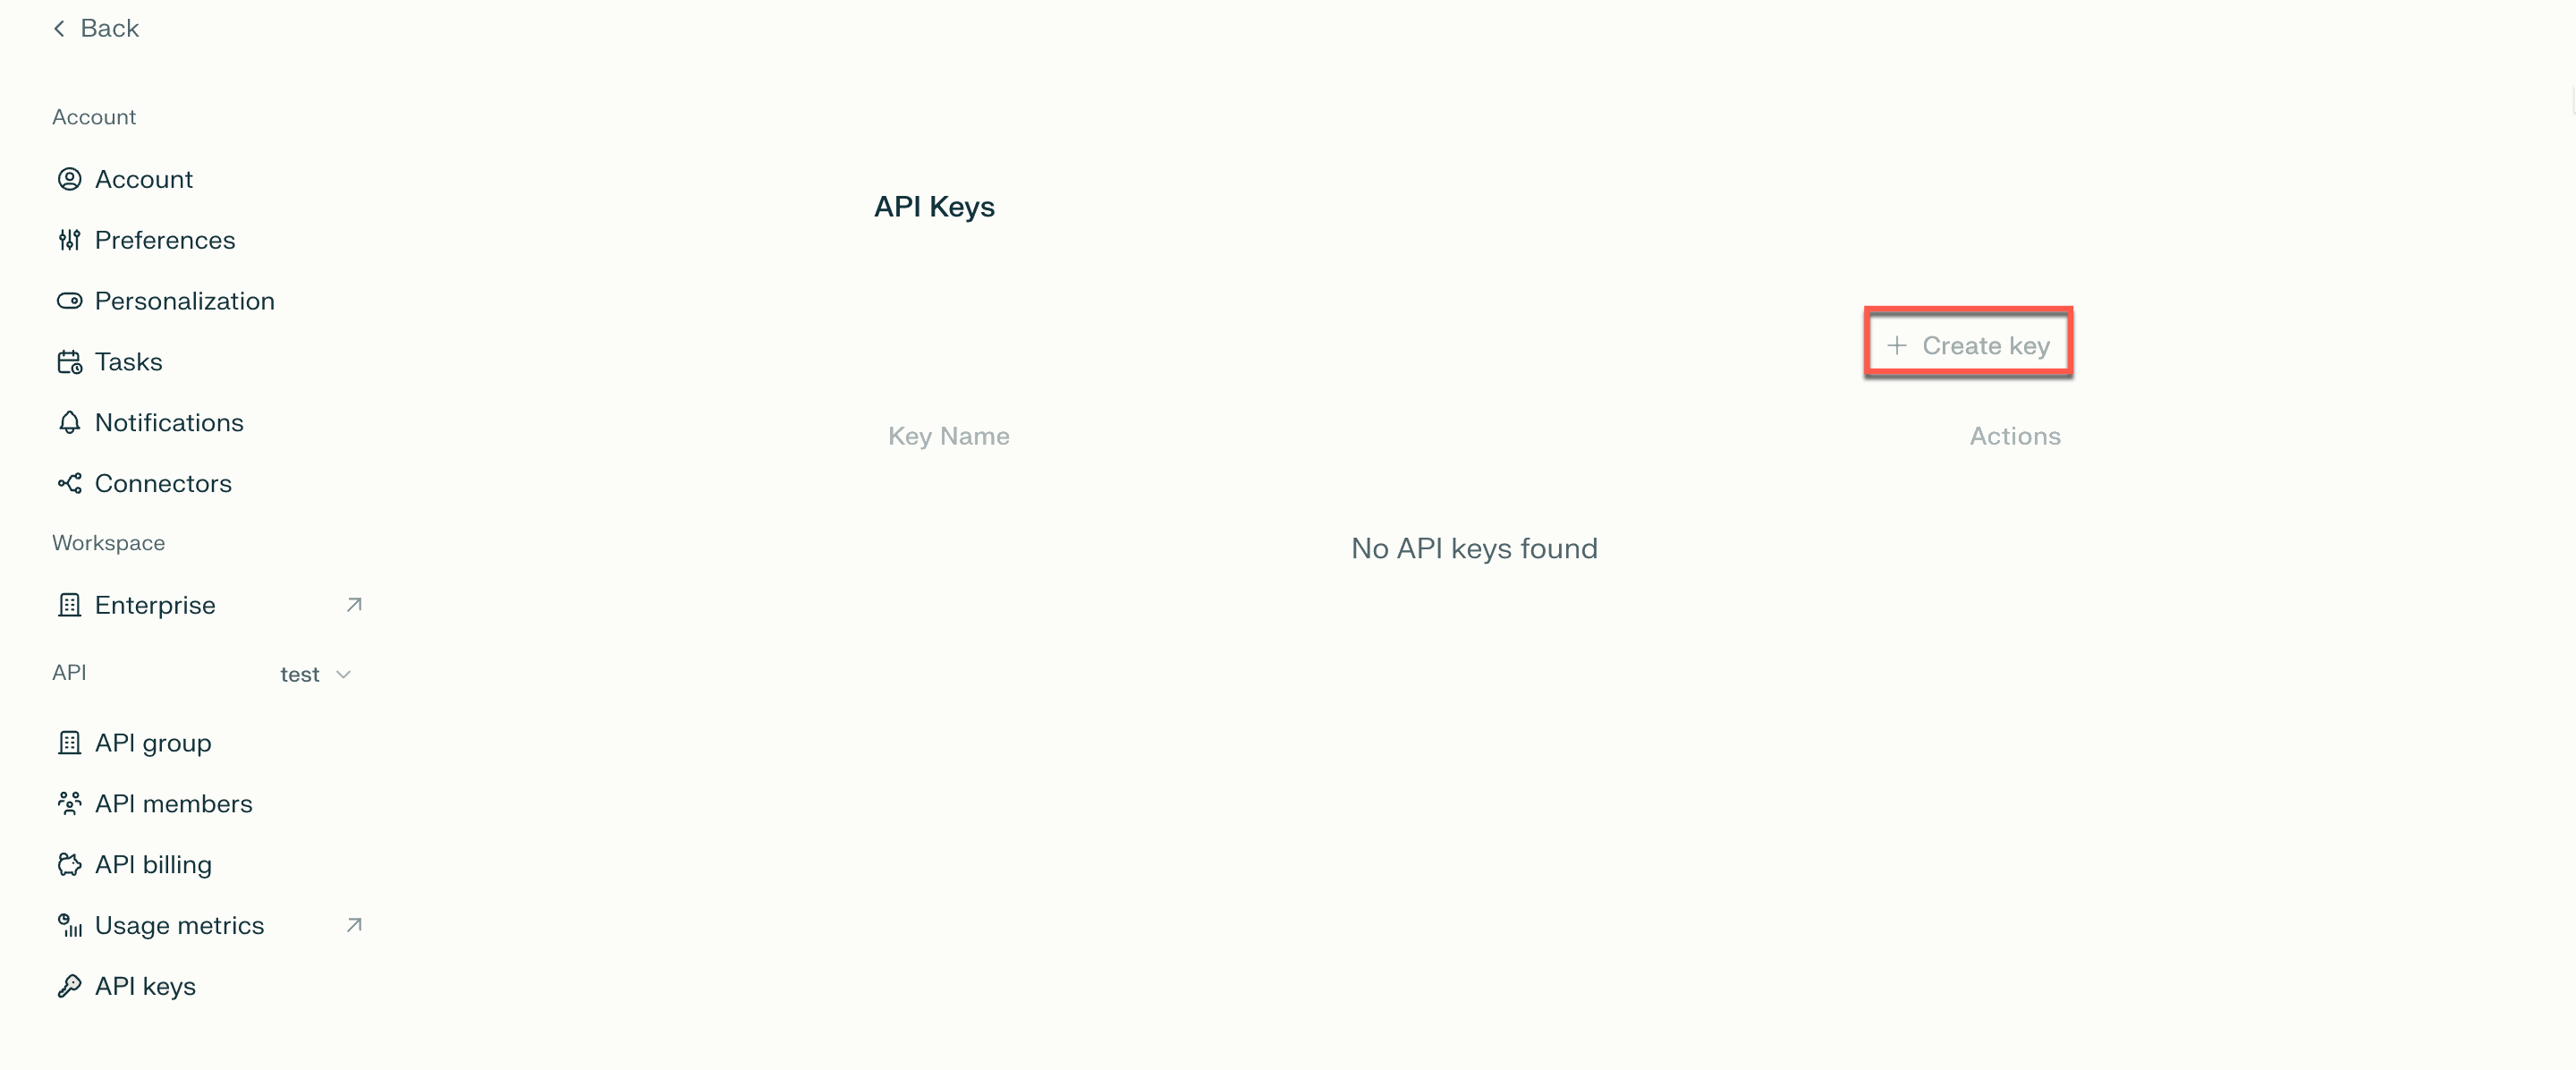 Back
Account
Account
Preferences
Personalization
Tasks
Notifications
Connectors
Workspace
Enterprise
API
test
API group
API members
API billing
Usage metrics
API keys
API Keys
Create key
Key Name
Actions
No API keys found